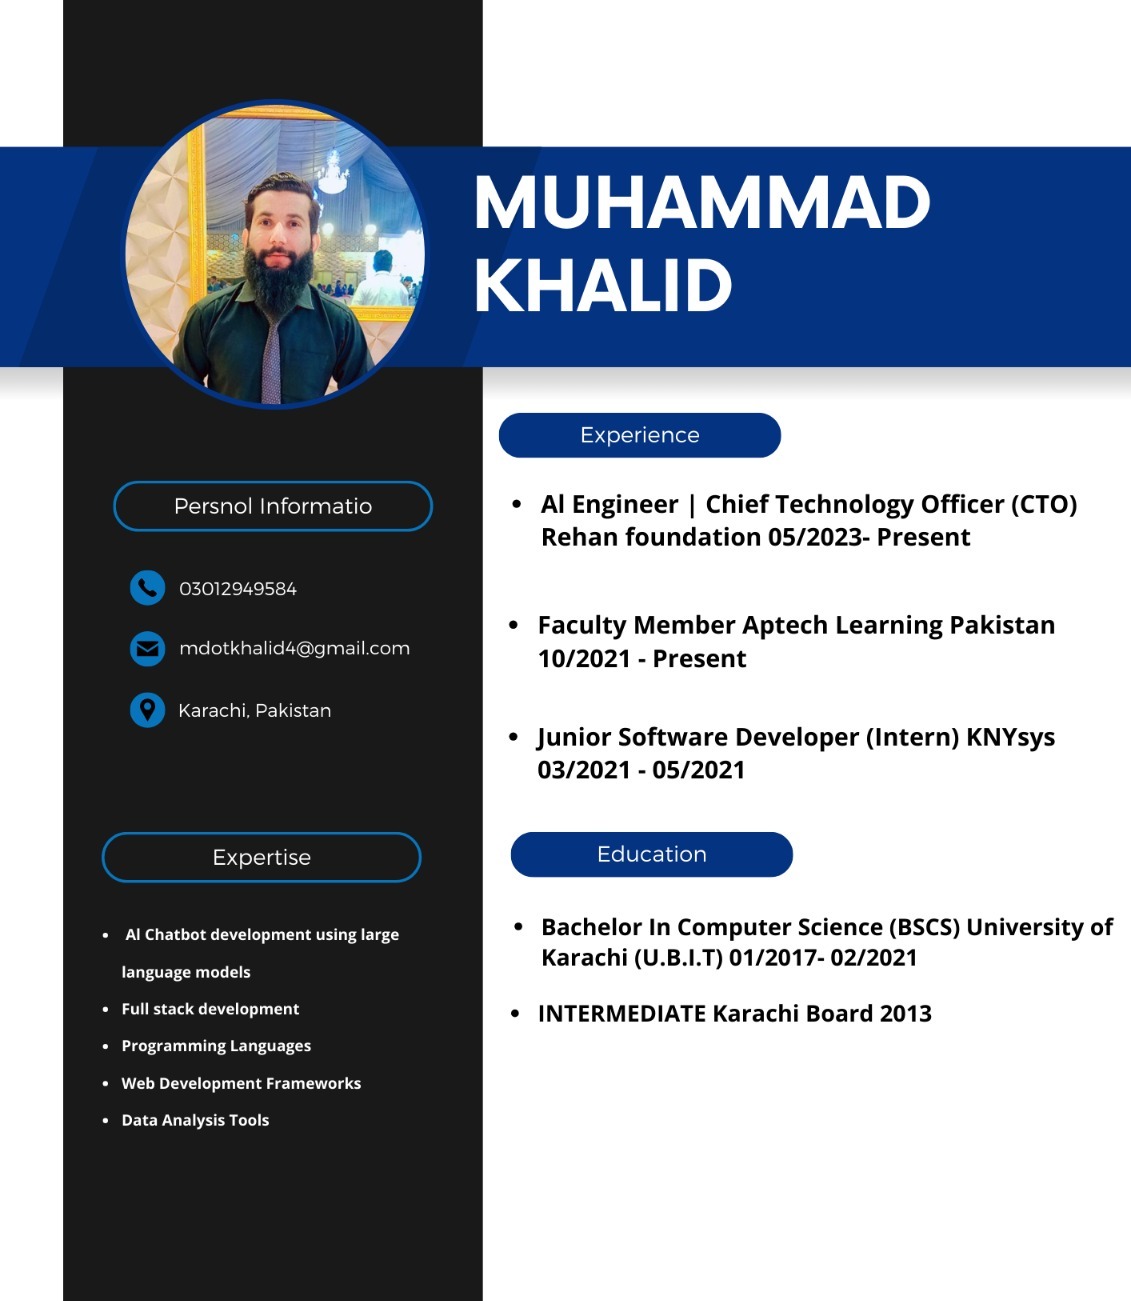 MUHAMMAD
KHALID
Persnol Informatio
03012949584
mdotkhalid4@gmail.com
Karachi, Pakistan
Expertise
• AI Chatbot development using large
language models
• Full stack development
• Programming Languages
• Web Development Frameworks
• Data Analysis Tools
Experience
• AI Engineer | Chief Technology Officer (CTO)
Rehan foundation 05/2023- Present
• Faculty Member Aptech Learning Pakistan
10/2021 - Present
• Junior Software Developer (Intern) KNYsys
03/2021 - 05/2021
Education
• Bachelor In Computer Science (BSCS) University of
Karachi (U.B.I.T) 01/2017- 02/2021
• INTERMEDIATE Karachi Board 2013